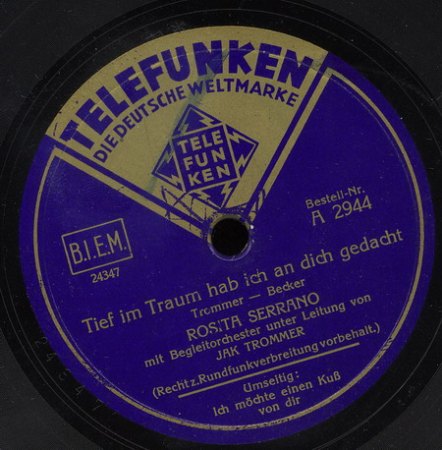 TELEFUNKEN
DIE DEUTSCHE WELTMARKE
TELE
FUN
KEN
Bestell-Nr.
A 2944
B.I.E.M.
24347
Tief im Traum hab ich an dich gedacht
Trommer — Becker
ROSITA SERRANO
mit Begleitorchester unter Leitung von
JAK TROMMER
(Recht z. Rundfunkverbreitung vorbehalt.)
Umseitig:
Ich möchte einen Kuß
von dir
24347